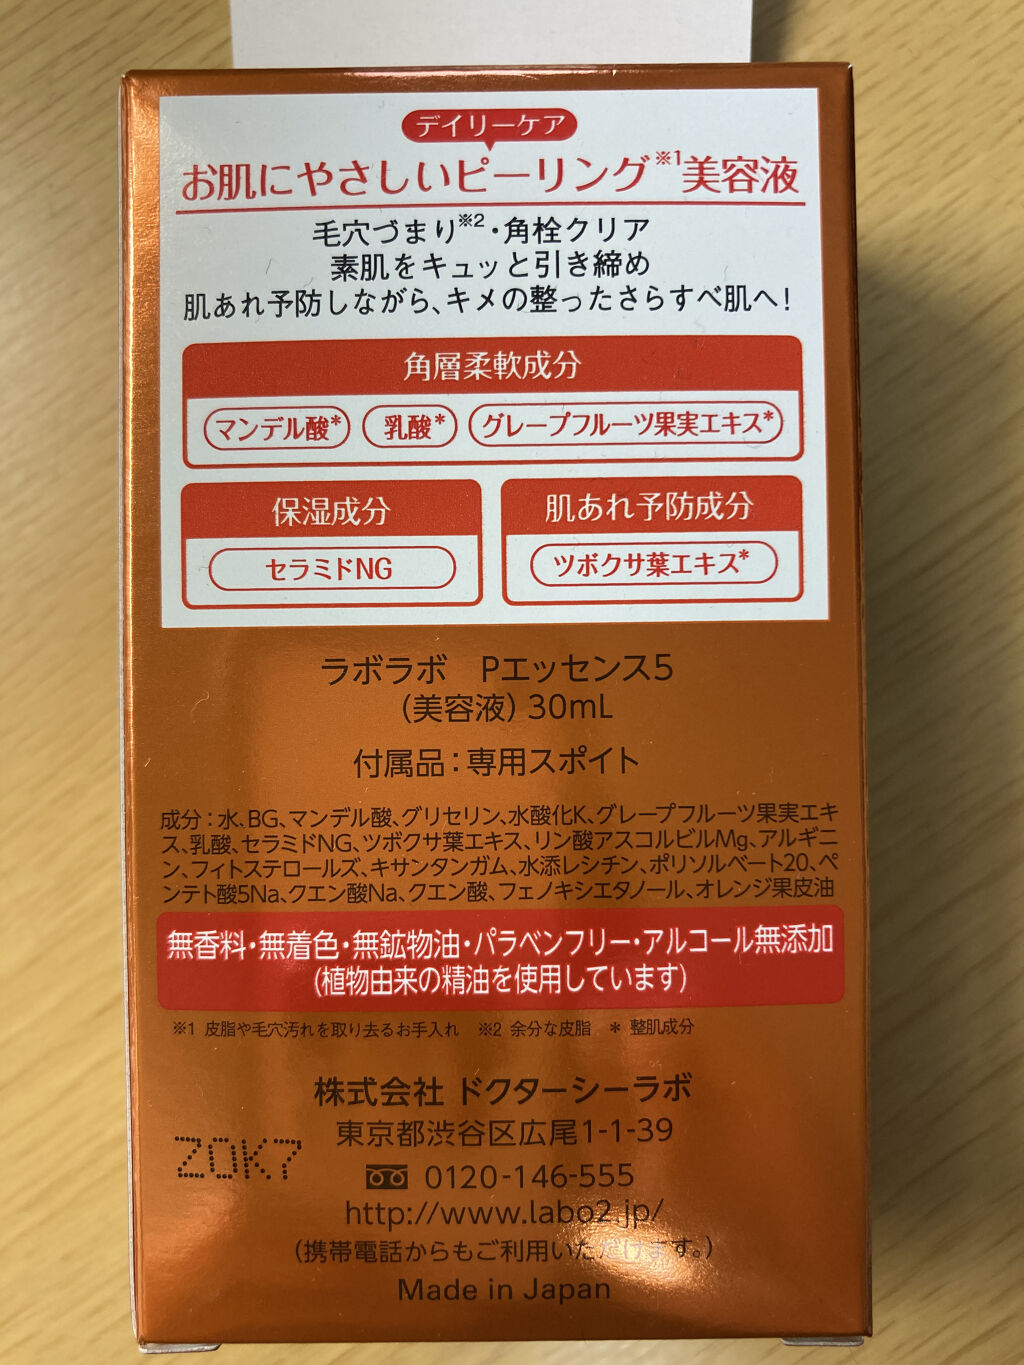 デイリーケア
お肌にやさしいピーリング※1美容液
毛穴づまり※2・角栓クリア
素肌をキュッと引き締め
肌あれ予防しながら、キメの整ったさらすべ肌へ!
角層柔軟成分
マンデル酸* 乳酸* グレープフルーツ果実エキス*
保湿成分 肌あれ予防成分
セラミドNG ツボクサ葉エキス*
ラボラボ Pエッセンス5
(美容液) 30mL
付属品:専用スポイト
成分:水、BG、マンデル酸、グリセリン、水酸化K、グレープフルーツ果実エキ
ス、乳酸、セラミドNG、ツボクサ葉エキス、リン酸アスコルビルMg、アルギニ
ン、フィトステロールズ、キサンタンガム、水添レシチン、ポリソルベート20、ペ
ンテト酸5Na、クエン酸Na、クエン酸、フェノキシエタノール、オレンジ果皮油
無香料・無着色・無鉱物油・パラベンフリー・アルコール無添加
(植物由来の精油を使用しています)
※1 皮脂や毛穴汚れを取り去るお手入れ ※2 余分な皮脂 * 整肌成分
株式会社 ドクターシーラボ
東京都渋谷区広尾1-1-39
ZOK7
0120-146-555
http://www.labo2.jp/
(携帯電話からもご利用いただけます。)
Made in Japan